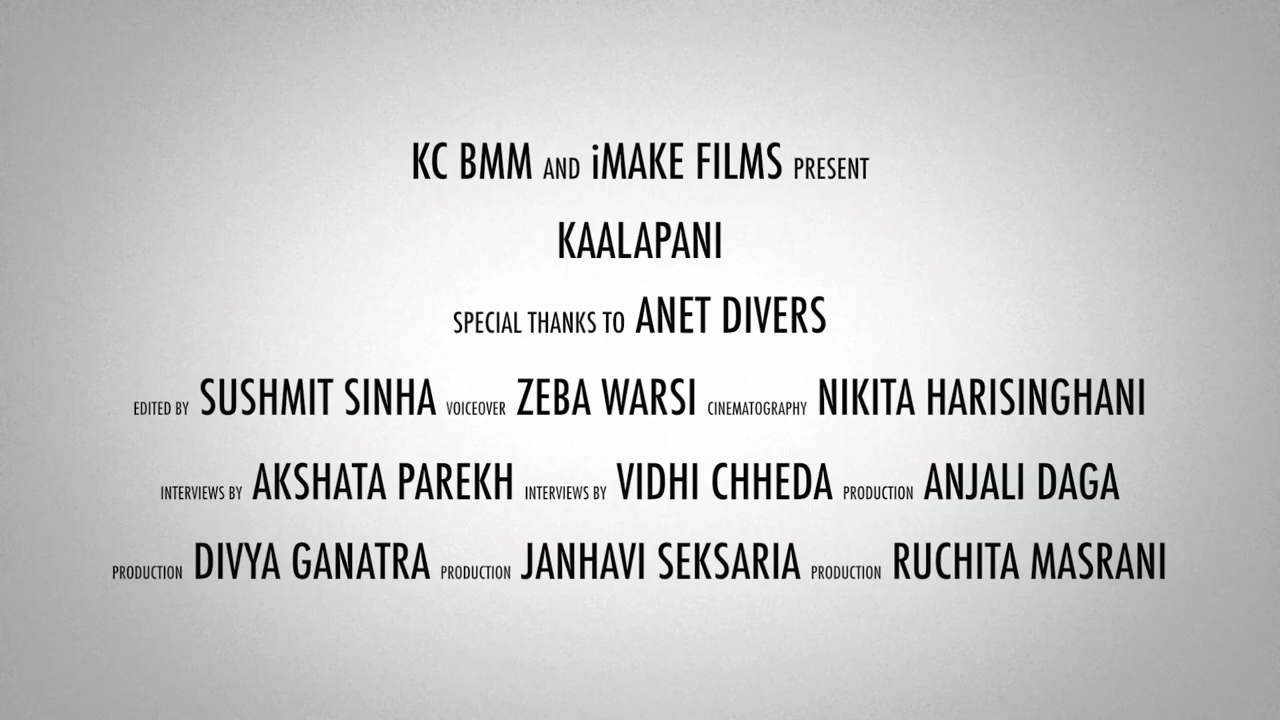 KC BMM AND iMAKE FILMS PRESENT
KAALAPANI
SPECIAL THANKS TO ANET DIVERS
EDITED BY SUSHMIT SINHA VOICEOVER ZEBA WARSI CINEMATOGRAPHY NIKITA HARISINGHANI
INTERVIEWS BY AKSHATA PAREKH INTERVIEWS BY VIDHI CHHEDA PRODUCTION ANJALI DAGA
PRODUCTION DIVYA GANATRA PRODUCTION JANHAVI SEKSARIA PRODUCTION RUCHITA MASRANI